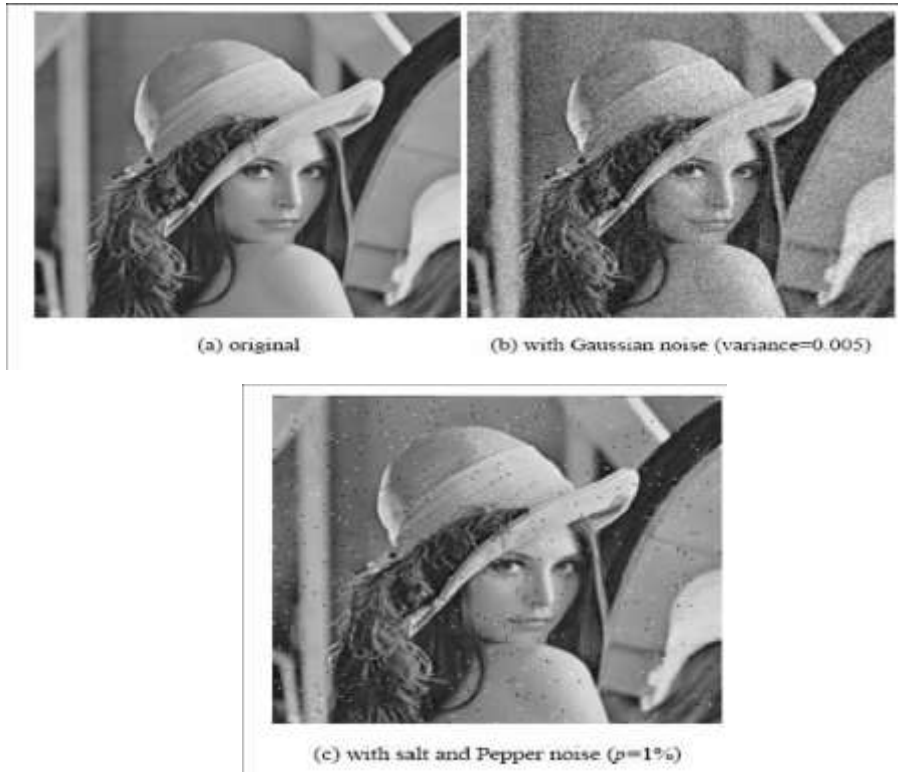 (a) original
(b) with Gaussian noise (variance=0.005)
(c) with salt and Pepper noise (p=1%)